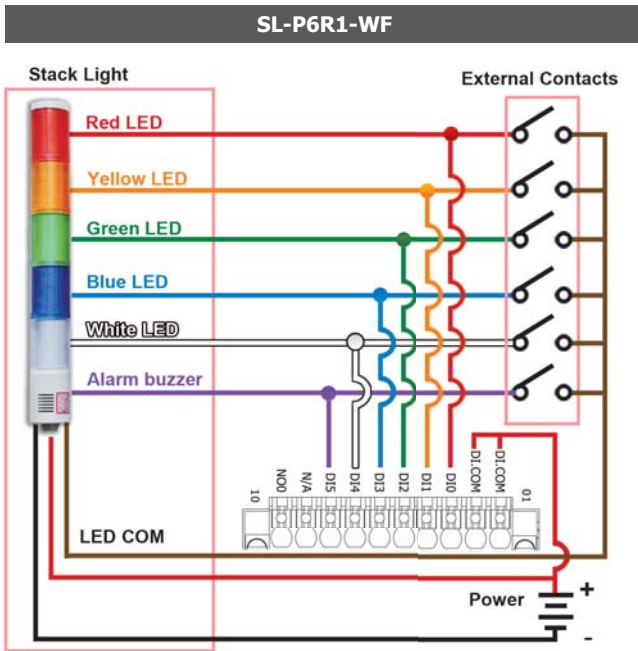 SL-P6R1-WF
Stack Light
External Contacts
Red LED
Yellow LED
Green LED
Blue LED
White LED
Alarm buzzer
10
NO0
N/A
DI5
DI4
DI3
DI2
DI1
DI0
DI.COM
DI.COM
01
LED COM
Power
+
-